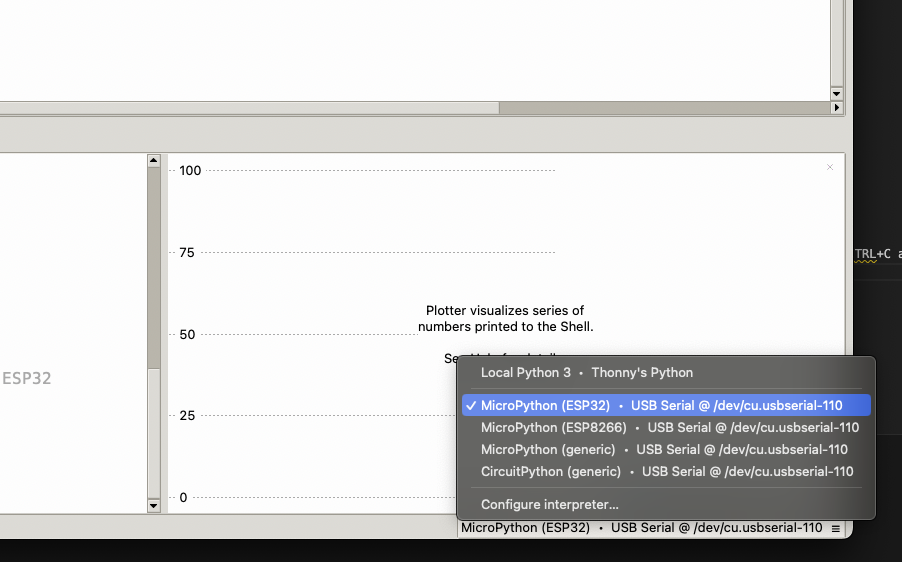 100
75
TRL+C a
Plotter visualizes series of
numbers printed to the Shell.
50
ESP32
Local Python 3 • Thonny's Python
✓ MicroPython (ESP32) • USB Serial @ /dev/cu.usbserial-110
MicroPython (ESP8266) • USB Serial @ /dev/cu.usbserial-110
MicroPython (generic) • USB Serial @ /dev/cu.usbserial-110
CircuitPython (generic) • USB Serial @ /dev/cu.usbserial-110
25
0
Configure interpreter...
MicroPython (ESP32) • USB Serial @ /dev/cu.usbserial-110 ≡